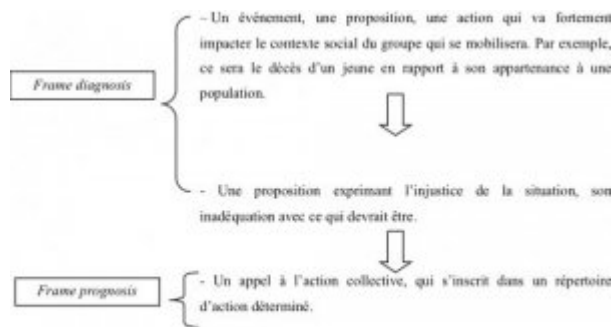 – Un événement, une proposition, une action qui va fortement
impacter le contexte social du groupe qui se mobilisera. Par exemple,
ce sera le décès d'un jeune en rapport à son appartenance à une
population.
Frame diagnosis
- Une proposition exprimant l'injustice de la situation, son
inadéquation avec ce qui devrait être.
- Un appel à l'action collective, qui s'inscrit dans un répertoire
d'action déterminé.
Frame prognosis